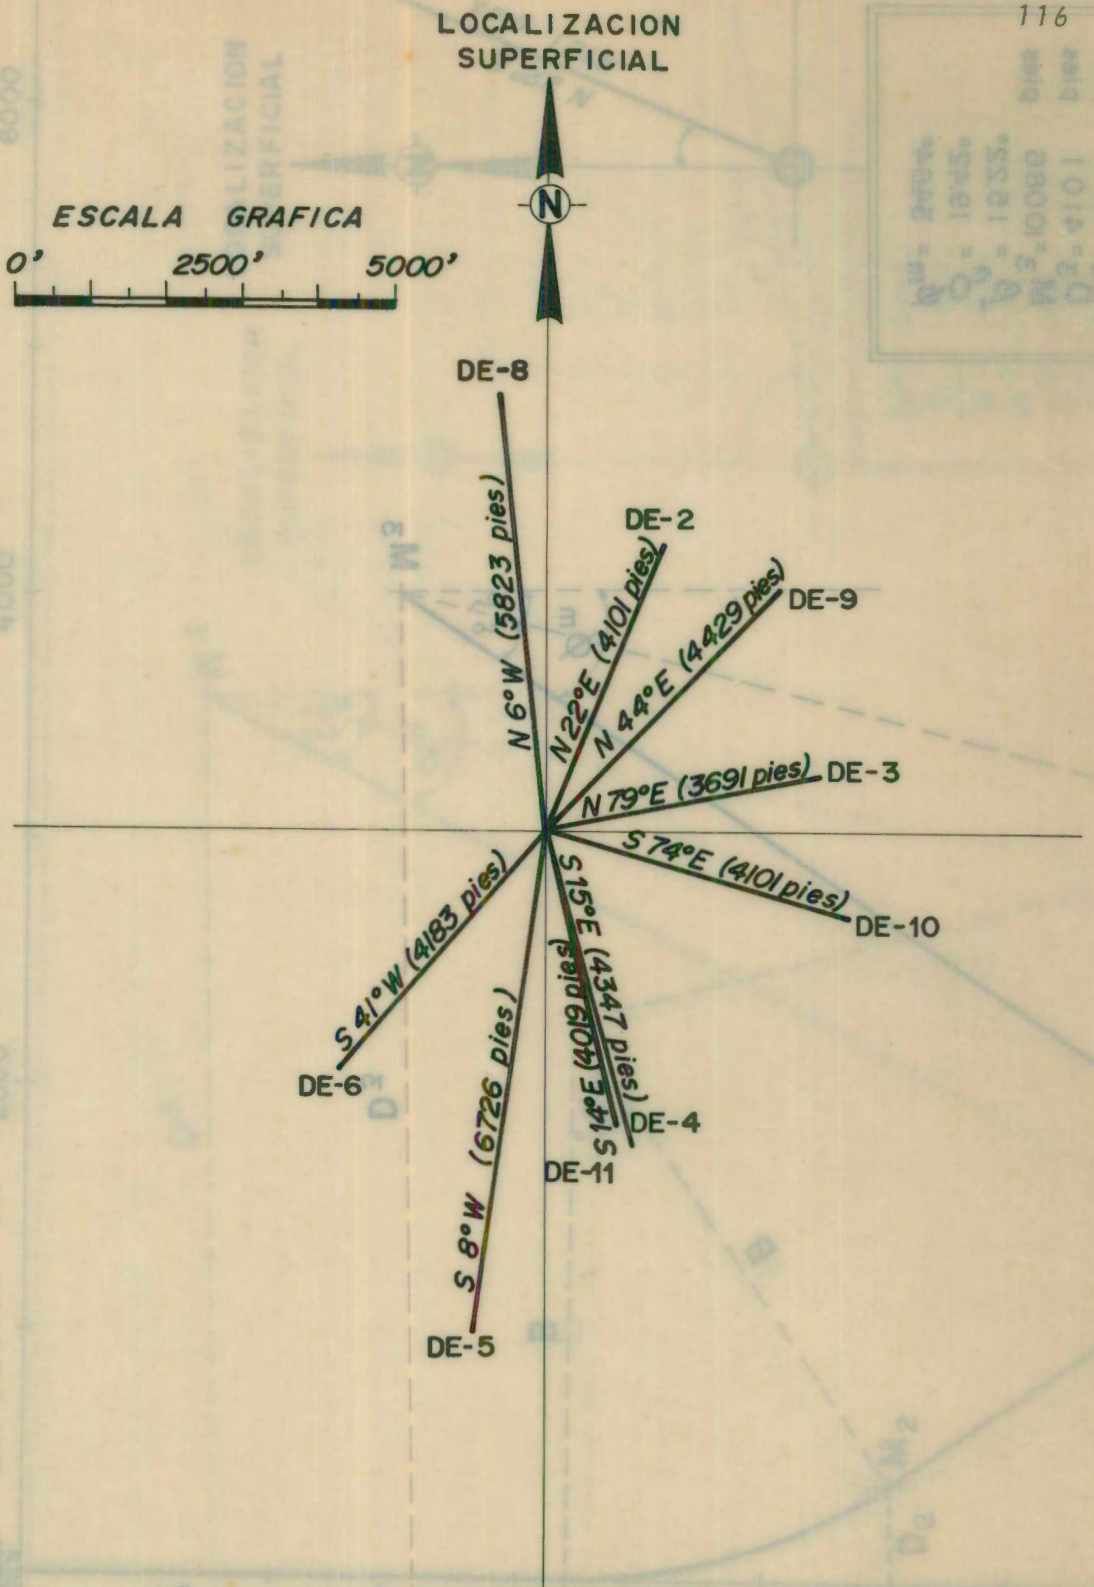 116
LOCALIZACION
SUPERFICIAL
N
ESCALA GRAFICA
0' 2500' 5000'
DE-8
N 6°W (5823 pies)
DE-2
N 22°E (4101 pies)
DE-9
N 44°E (4429 pies)
DE-3
N 79°E (3691 pies)
DE-10
S 74°E (4101 pies)
DE-4
S 15°E (4347 pies)
DE-11
S 14°E (4019 pies)
DE-5
S 8°W (6726 pies)
DE-6
S 41°W (4183 pies)